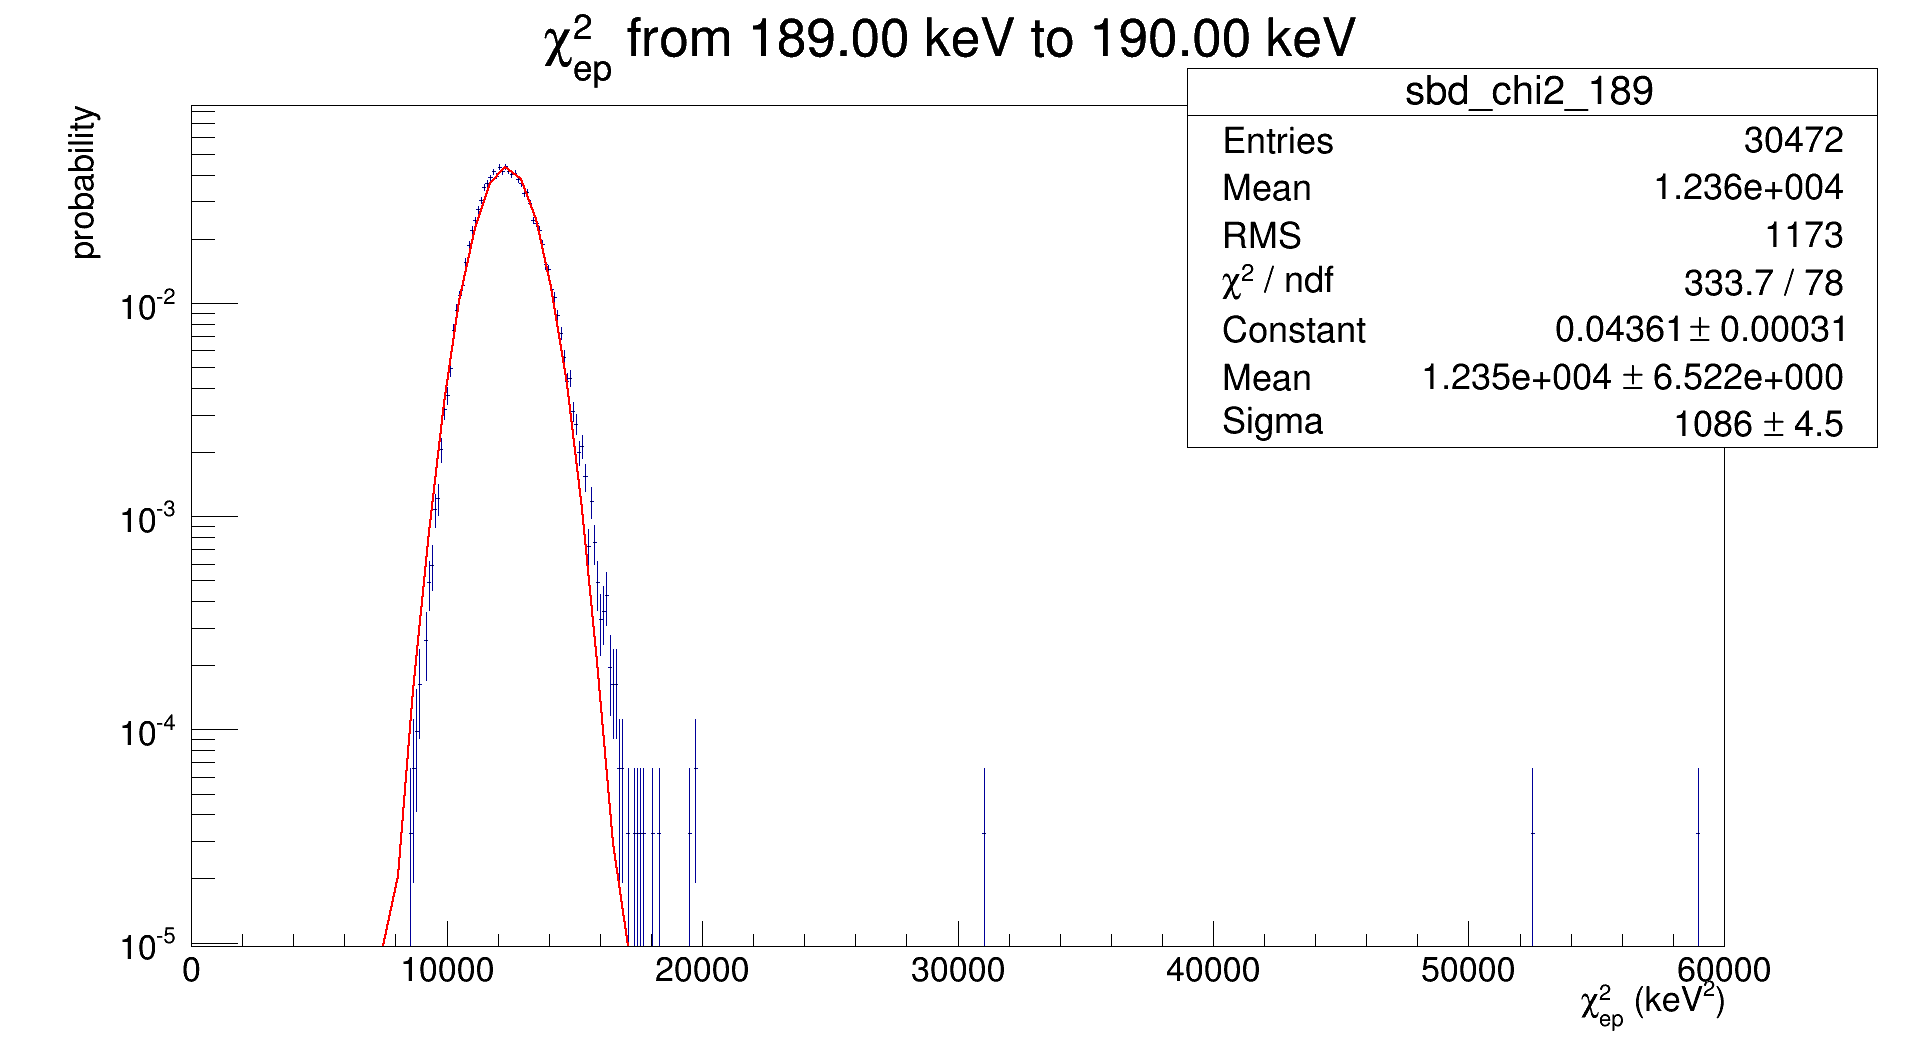 χ²ep from 189.00 keV to 190.00 keV
sbd_chi2_189
Entries 30472
Mean 1.236e+004
RMS 1173
χ² / ndf 333.7 / 78
Constant 0.04361 ± 0.00031
Mean 1.235e+004 ± 6.522e+000
Sigma 1086 ± 4.5
probability
10⁻²
10⁻³
10⁻⁴
10⁻⁵
0 10000 20000 30000 40000 50000 60000
χ²ep (keV²)